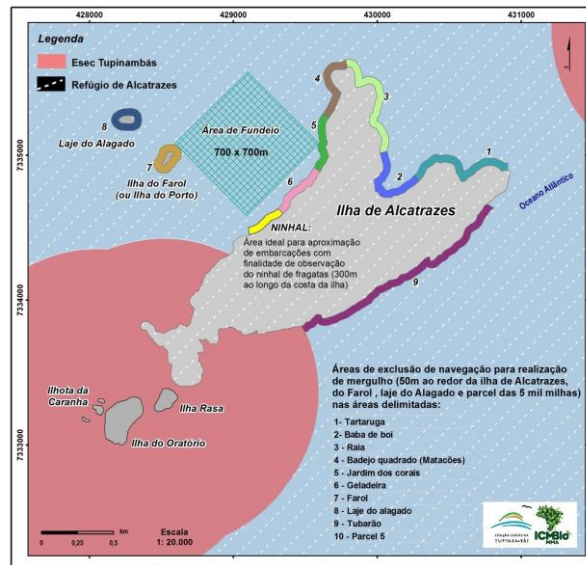 428000
429000
430000
431000
Legenda
Esec Tupinambás
Refúgio de Alcatrazes
8
Laje do Alagado
Área de Fundeio
700 x 700m
7
Ilha do Farol
(ou Ilha do Porto)
4
3
5
1
2
6
Ilha de Alcatrazes
Oceano Atlântico
NINHAL:
Área ideal para aproximação
de embarcações com
finalidade de observação
do ninhal de fragatas (300m
ao longo da costa da ilha)
9
7335000
7334000
7333000
Ilhota da
Caranha
Ilha Rasa
Ilha do Oratório
Áreas de exclusão de navegação para realização
de mergulho (50m ao redor da ilha de Alcatrazes,
do Farol , laje do Alagado e parcel das 5 mil milhas)
nas áreas delimitadas:
1- Tartaruga
2- Baba de boi
3 - Raia
4 - Badejo quadrado (Matacões)
5 - Jardim dos corais
6 - Geladeira
7 - Farol
8 - Laje do alagado
9 - Tubarão
10 - Parcel 5
km
0
0,5
1
Escala
1: 20.000
TUPINAMBÁS
ICMBio
MMA